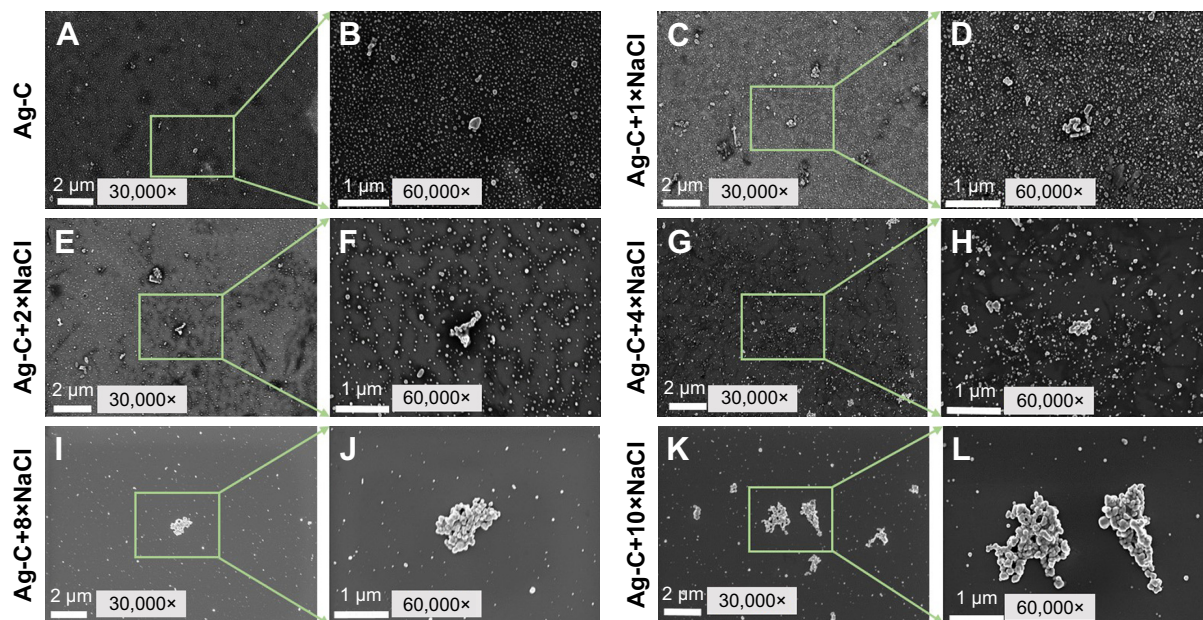 Ag-C
A
2 µm 30,000×
B
1 µm 60,000×
Ag-C+1×NaCl
C
2 µm 30,000×
D
1 µm 60,000×
Ag-C+2×NaCl
E
2 µm 30,000×
F
1 µm 60,000×
Ag-C+4×NaCl
G
2 µm 30,000×
H
1 µm 60,000×
Ag-C+8×NaCl
I
2 µm 30,000×
J
1 µm 60,000×
Ag-C+10×NaCl
K
2 µm 30,000×
L
1 µm 60,000×